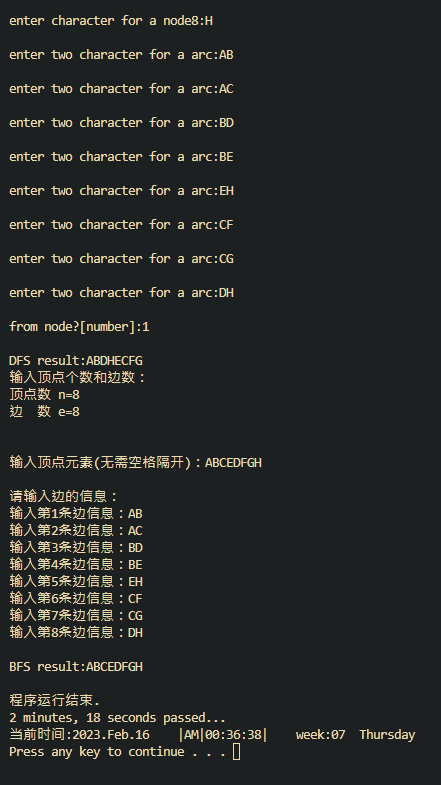 enter character for a node8:H
enter two character for a arc:AB
enter two character for a arc:AC
enter two character for a arc:BD
enter two character for a arc:BE
enter two character for a arc:EH
enter two character for a arc:CF
enter two character for a arc:CG
enter two character for a arc:DH
from node?[number]:1
DFS result:ABDHECFG
输入顶点个数和边数：
顶点数 n=8
边　数 e=8
输入顶点元素(无需空格隔开)：ABCEDFGH
请输入边的信息：
输入第1条边信息：AB
输入第2条边信息：AC
输入第3条边信息：BD
输入第4条边信息：BE
输入第5条边信息：EH
输入第6条边信息：CF
输入第7条边信息：CG
输入第8条边信息：DH
BFS result:ABCEDFGH
程序运行结束.
2 minutes, 18 seconds passed...
当前时间:2023.Feb.16    |AM|00:36:38|    week:07  Thursday
Press any key to continue . . .